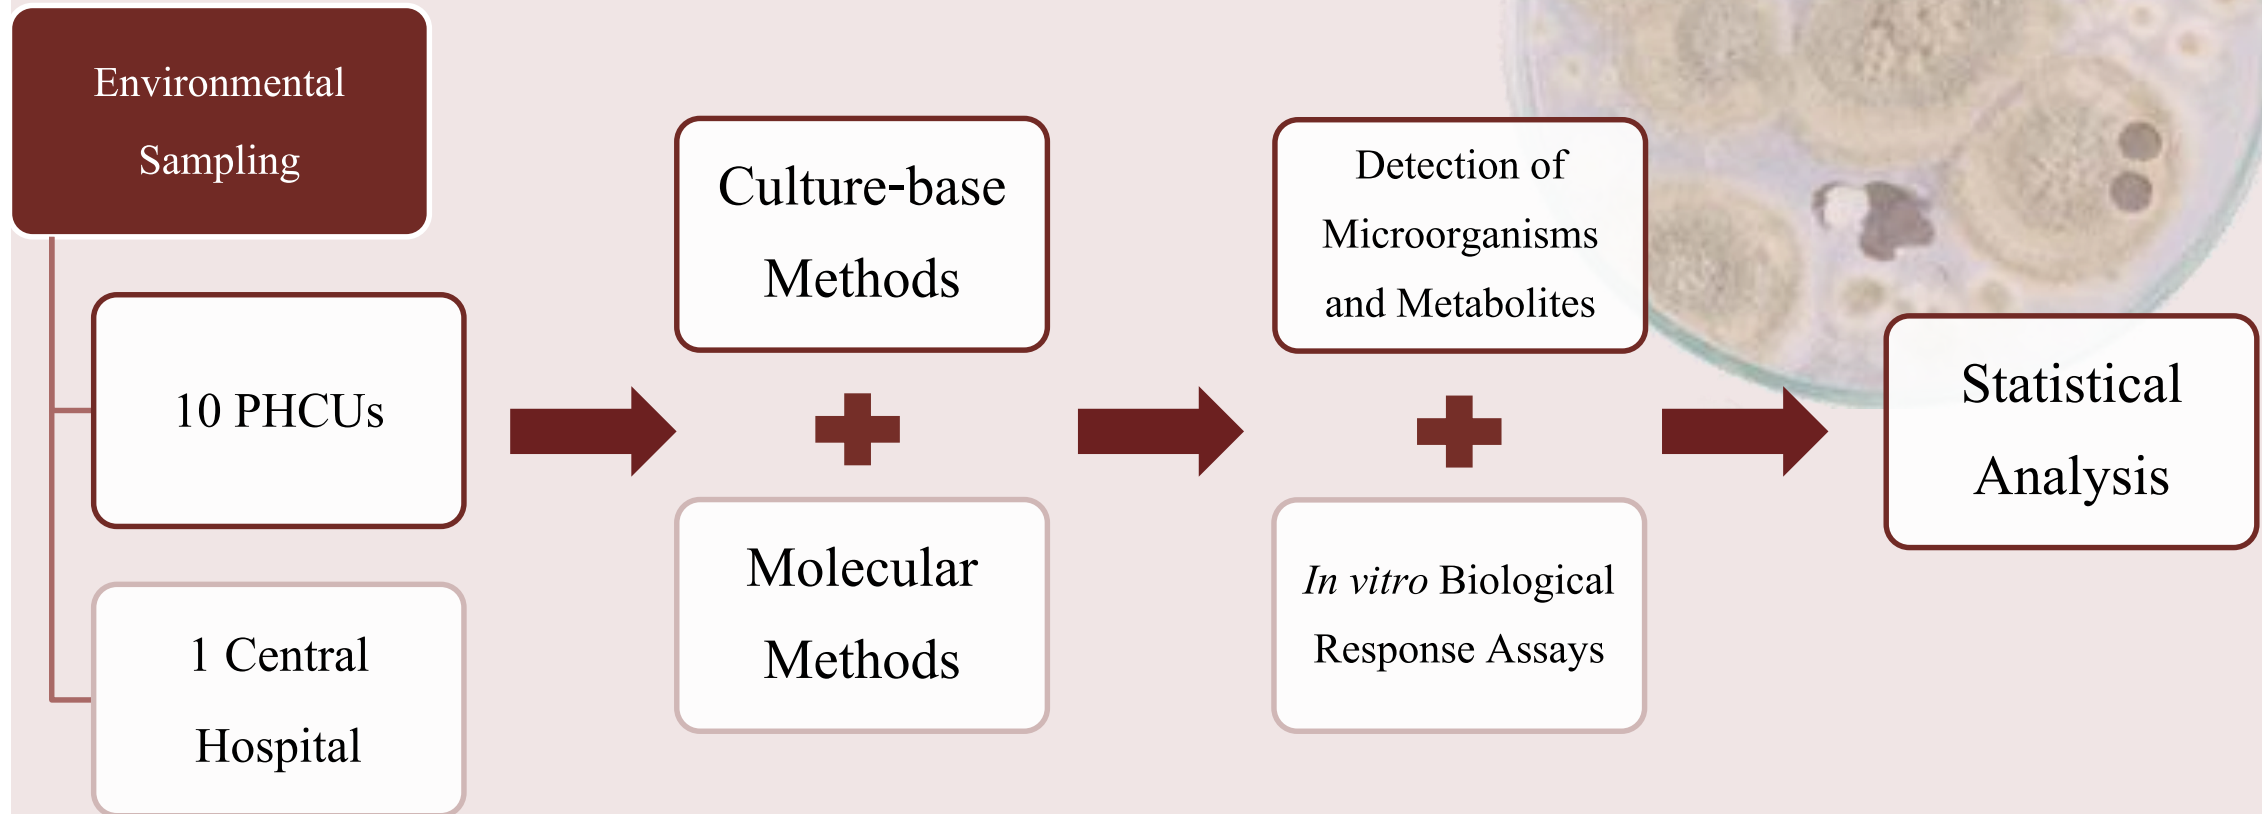 Environmental
Sampling
10 PHCUs
1 Central
Hospital
Culture-base
Methods
Molecular
Methods
Detection of
Microorganisms
and Metabolites
In vitro Biological
Response Assays
Statistical
Analysis